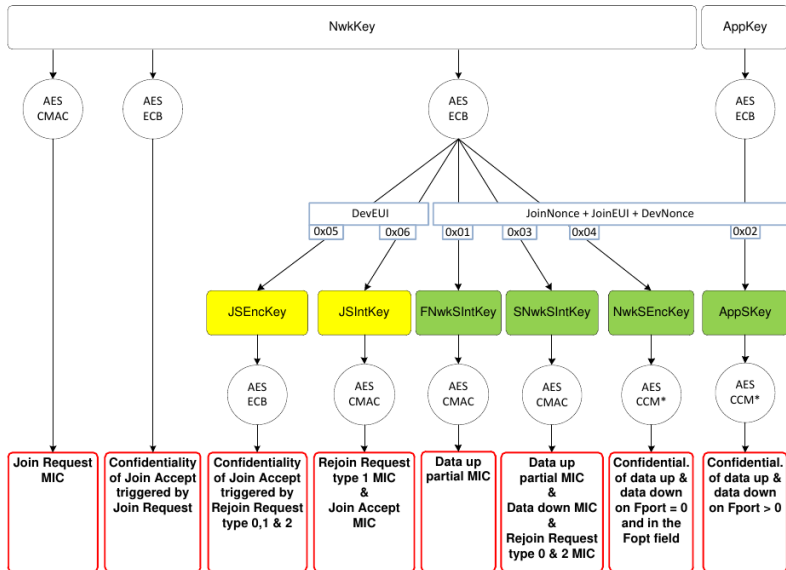 NwkKey
AppKey
AES
CMAC
AES
ECB
AES
ECB
AES
ECB
DevEUI
JoinNonce + JoinEUI + DevNonce
0x05
0x06
0x01
0x03
0x04
0x02
JSEncKey
JSIntKey
FNwkSIntKey
SNwkSIntKey
NwkSEncKey
AppSKey
AES
ECB
AES
CMAC
AES
CMAC
AES
CMAC
AES
CCM*
AES
CCM*
Join Request
MIC
Confidentiality
of Join Accept
triggered by
Join Request
Confidentiality
of Join Accept
triggered by
Rejoin Request
type 0,1 & 2
Rejoin Request
type 1 MIC
&
Join Accept
MIC
Data up
partial MIC
Data up
partial MIC
&
Data down MIC
&
Rejoin Request
type 0 & 2 MIC
Confidential.
of data up &
data down
on Fport = 0
and in the
Fopt field
Confidential.
of data up &
data down
on Fport > 0